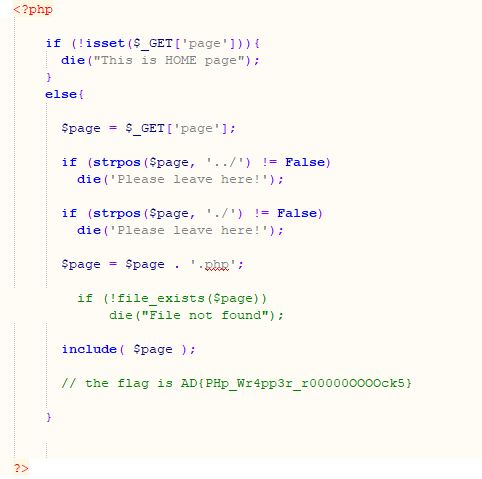 <?php
if (!isset($_GET['page'])){
die("This is HOME page");
}
else{
$page = $_GET['page'];
if (strpos($page, '../') != False)
die('Please leave here!');
if (strpos($page, './') != False)
die('Please leave here!');
$page = $page . '.php';
if (!file_exists($page))
die("File not found");
include( $page );
// the flag is AD{PHp_Wr4pp3r_r00000OOOOck5}
}
?>